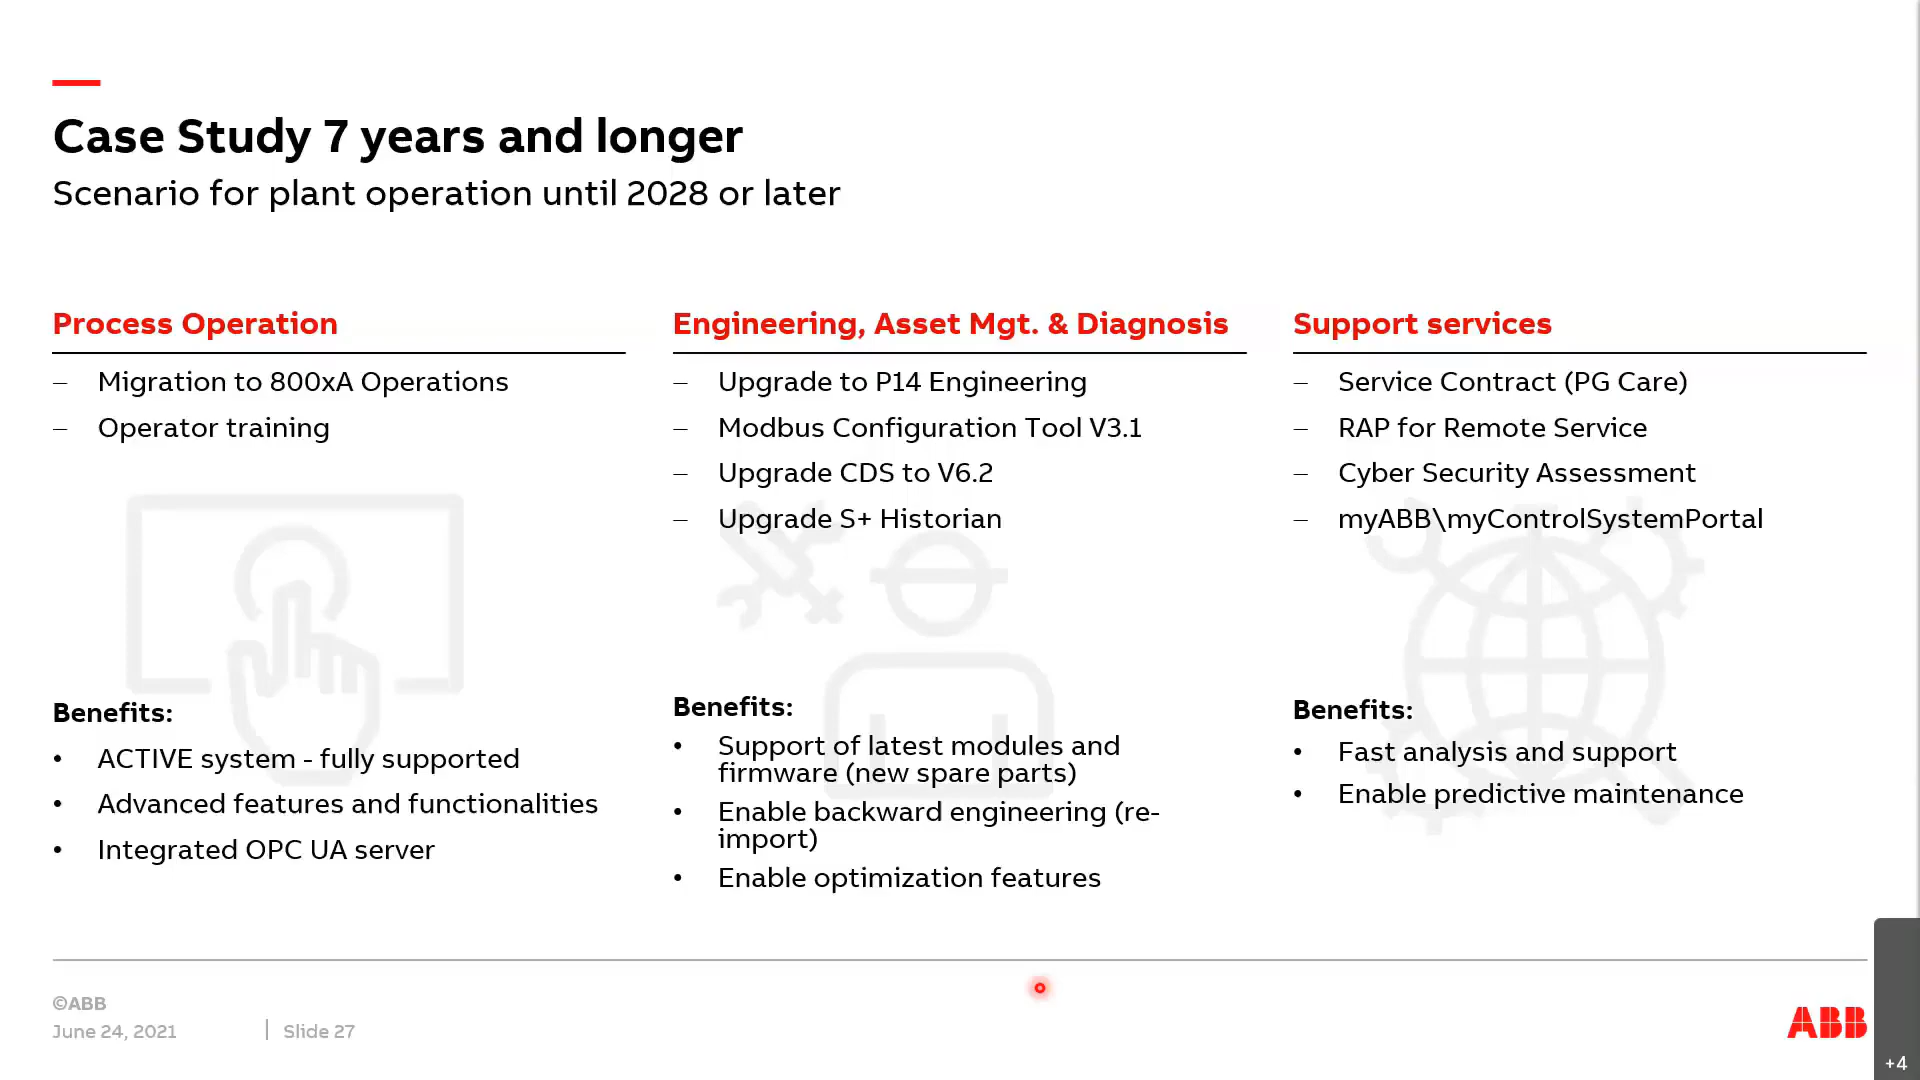 Case Study 7 years and longer
Scenario for plant operation until 2028 or later
Process Operation
– Migration to 800xA Operations
– Operator training
Benefits:
• ACTIVE system - fully supported
• Advanced features and functionalities
• Integrated OPC UA server
Engineering, Asset Mgt. & Diagnosis
– Upgrade to P14 Engineering
– Modbus Configuration Tool V3.1
– Upgrade CDS to V6.2
– Upgrade S+ Historian
Benefits:
• Support of latest modules and
firmware (new spare parts)
• Enable backward engineering (re-
import)
• Enable optimization features
Support services
– Service Contract (PG Care)
– RAP for Remote Service
– Cyber Security Assessment
– myABB\myControlSystemPortal
Benefits:
• Fast analysis and support
• Enable predictive maintenance
©ABB
June 24, 2021 | Slide 27
ABB
+4